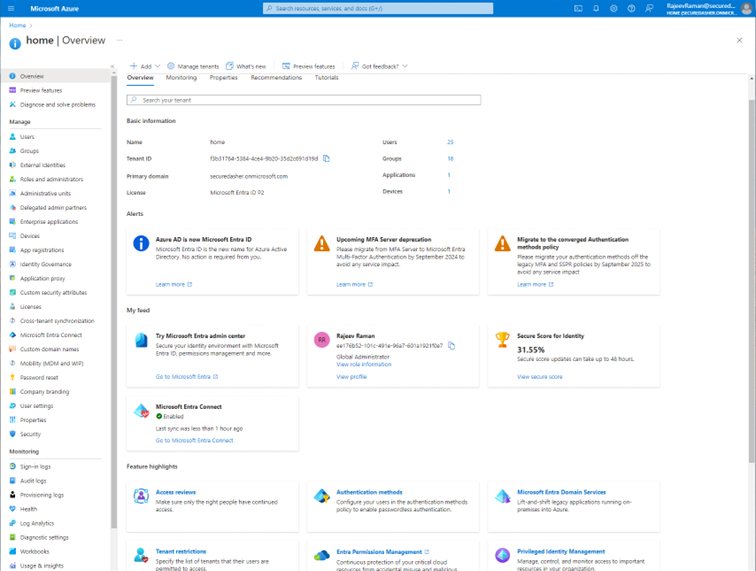 Microsoft Azure
Search resources, services, and docs (G+/)
RajeevRaman@secured...
HOME (SECUREDASHER.ONMICR...
Home
home | Overview
Add
Manage tenants
What's new
Preview features
Got feedback?
Overview
Monitoring
Properties
Recommendations
Tutorials
Search your tenant
Overview
Preview features
Diagnose and solve problems
Manage
Users
Groups
External Identities
Roles and administrators
Administrative units
Delegated admin partners
Enterprise applications
Devices
App registrations
Identity Governance
Application proxy
Custom security attributes
Licenses
Cross-tenant synchronization
Microsoft Entra Connect
Custom domain names
Mobility (MDM and WIP)
Password reset
Company branding
User settings
Properties
Security
Monitoring
Sign-in logs
Audit logs
Provisioning logs
Health
Log Analytics
Diagnostic settings
Workbooks
Usage & insights
Basic information
Name home
Users 25
Tenant ID
Groups
Primary domain securedasher.onmicrosoft.com
Applications 1
License Microsoft Entra ID P2
Devices 1
Alerts
Azure AD is now Microsoft Entra ID
Microsoft Entra ID is the new name for Azure Active
Directory. No action is required from you.
Learn more
Upcoming MFA Server deprecation
Please migrate from MFA Server to Microsoft Entra
Multi-Factor Authentication by September 2024 to
avoid any service impact
Learn more
Migrate to the converged Authentication
methods policy
Please migrate your authentication methods off the
legacy MFA and SSPR policies by September 2025 to
avoid any service impact
Learn more
My feed
Try Microsoft Entra admin center
Secure your identity environment with Microsoft
Entra ID, permissions management and more.
Go to Microsoft Entra
RR
Rajeev Raman
Global Administrator
View role information
View profile
Secure Score for Identity
31.55%
Secure score updates can take up to 48 hours.
View secure score
Microsoft Entra Connect
Enabled
Last sync was less than 1 hour ago
Go to Microsoft Entra Connect
Feature highlights
Access reviews
Make sure only the right people have continued
access.
Authentication methods
Configure your users in the authentication methods
policy to enable passwordless authentication.
Microsoft Entra Domain Services
Lift-and-shift legacy applications running on-
premises into Azure.
Tenant restrictions
Specify the list of tenants that their users are
permitted to access.
Entra Permissions Management
Continuous protection of your critical cloud
resources from accidental misuse and malicious
Privileged Identity Management
Manage, control, and monitor access to important
resources in your organization.